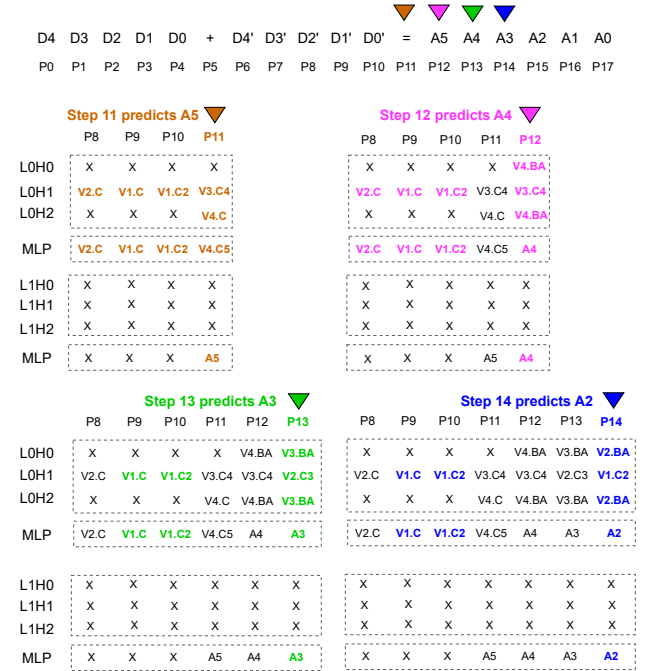 D4 D3 D2 D1 D0 + D4' D3' D2' D1' D0' = A5 A4 A3 A2 A1 A0
P0 P1 P2 P3 P4 P5 P6 P7 P8 P9 P10 P11 P12 P13 P14 P15 P16 P17
Step 11 predicts A5
P8 P9 P10 P11
L0H0 X X X X
L0H1 V2.C V1.C V1.C2 V3.C4
L0H2 X X X V4.C
MLP V2.C V1.C V1.C2 V4.C5
L1H0 X X X X
L1H1 X X X X
L1H2 X X X X
MLP X X X A5
Step 12 predicts A4
P8 P9 P10 P11 P12
X X X X V4.BA
V2.C V1.C V1.C2 V3.C4 V3.C4
X X X V4.C V4.BA
V2.C V1.C V1.C2 V4.C5 A4
X X X X X
X X X X X
X X X X X
X X X A5 A4
Step 13 predicts A3
P8 P9 P10 P11 P12 P13
L0H0 X X X X V4.BA V3.BA
L0H1 V2.C V1.C V1.C2 V3.C4 V3.C4 V2.C3
L0H2 X X X V4.C V4.BA V3.BA
MLP V2.C V1.C V1.C2 V4.C5 A4 A3
L1H0 X X X X X X
L1H1 X X X X X X
L1H2 X X X X X X
MLP X X X A5 A4 A3
Step 14 predicts A2
P8 P9 P10 P11 P12 P13 P14
X X X X V4.BA V3.BA V2.BA
V2.C V1.C V1.C2 V3.C4 V3.C4 V2.C3 V1.C2
X X X V4.C V4.BA V3.BA V2.BA
V2.C V1.C V1.C2 V4.C5 A4 A3 A2
X X X X X X X
X X X X X X X
X X X X X X X
X X X A5 A4 A3 A2